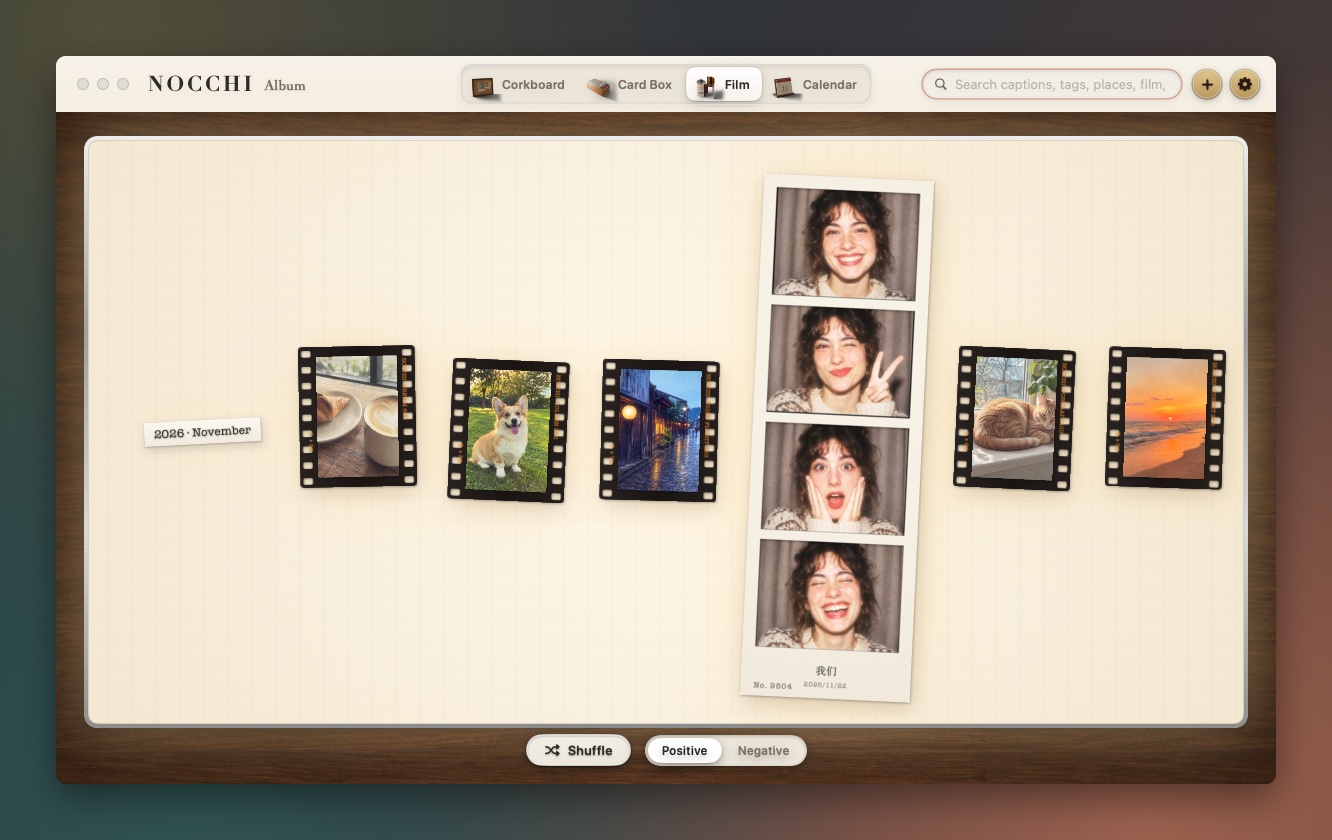 NOCCHI Album
Corkboard
Card Box
Film
Calendar
Search captions, tags, places, film,
2026 · November
我们
No. 9804 2026/11/22
Shuffle
Positive
Negative